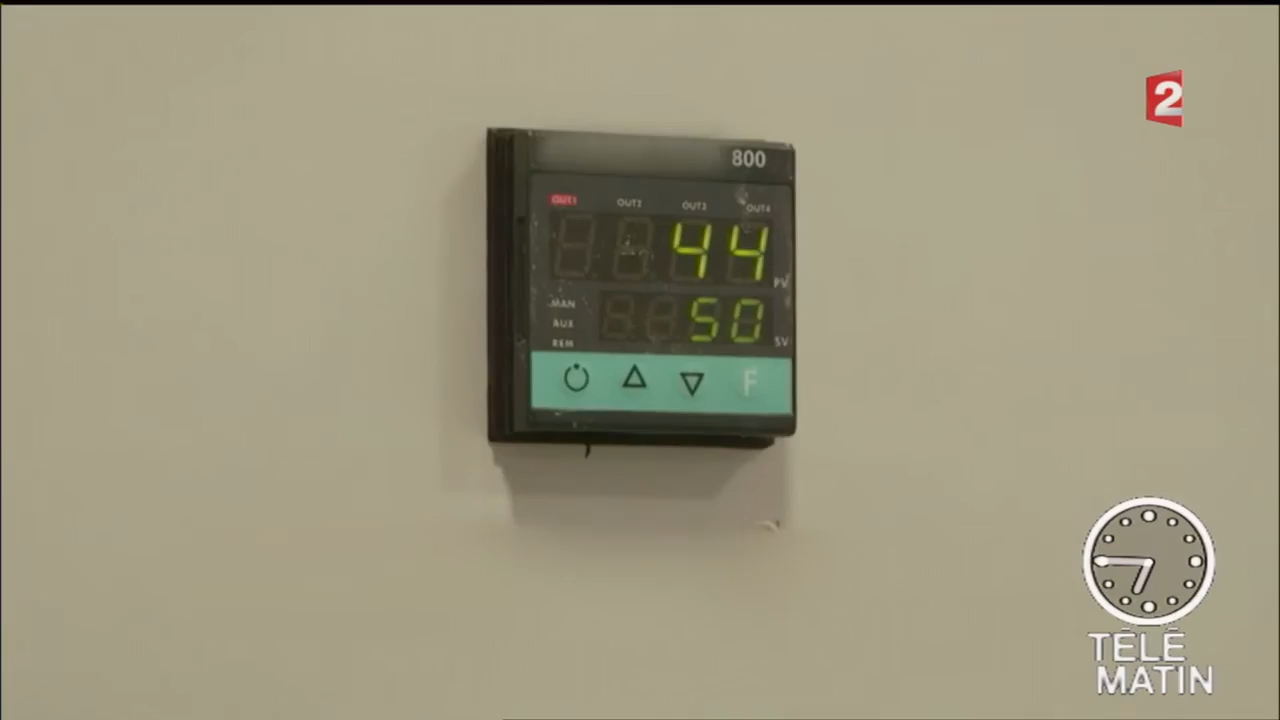 2
800
OUT1 OUT2 OUT3 OUT4
44
PV
MAN
50
AUX
REM
SV
F
TÉLÉ
MATIN